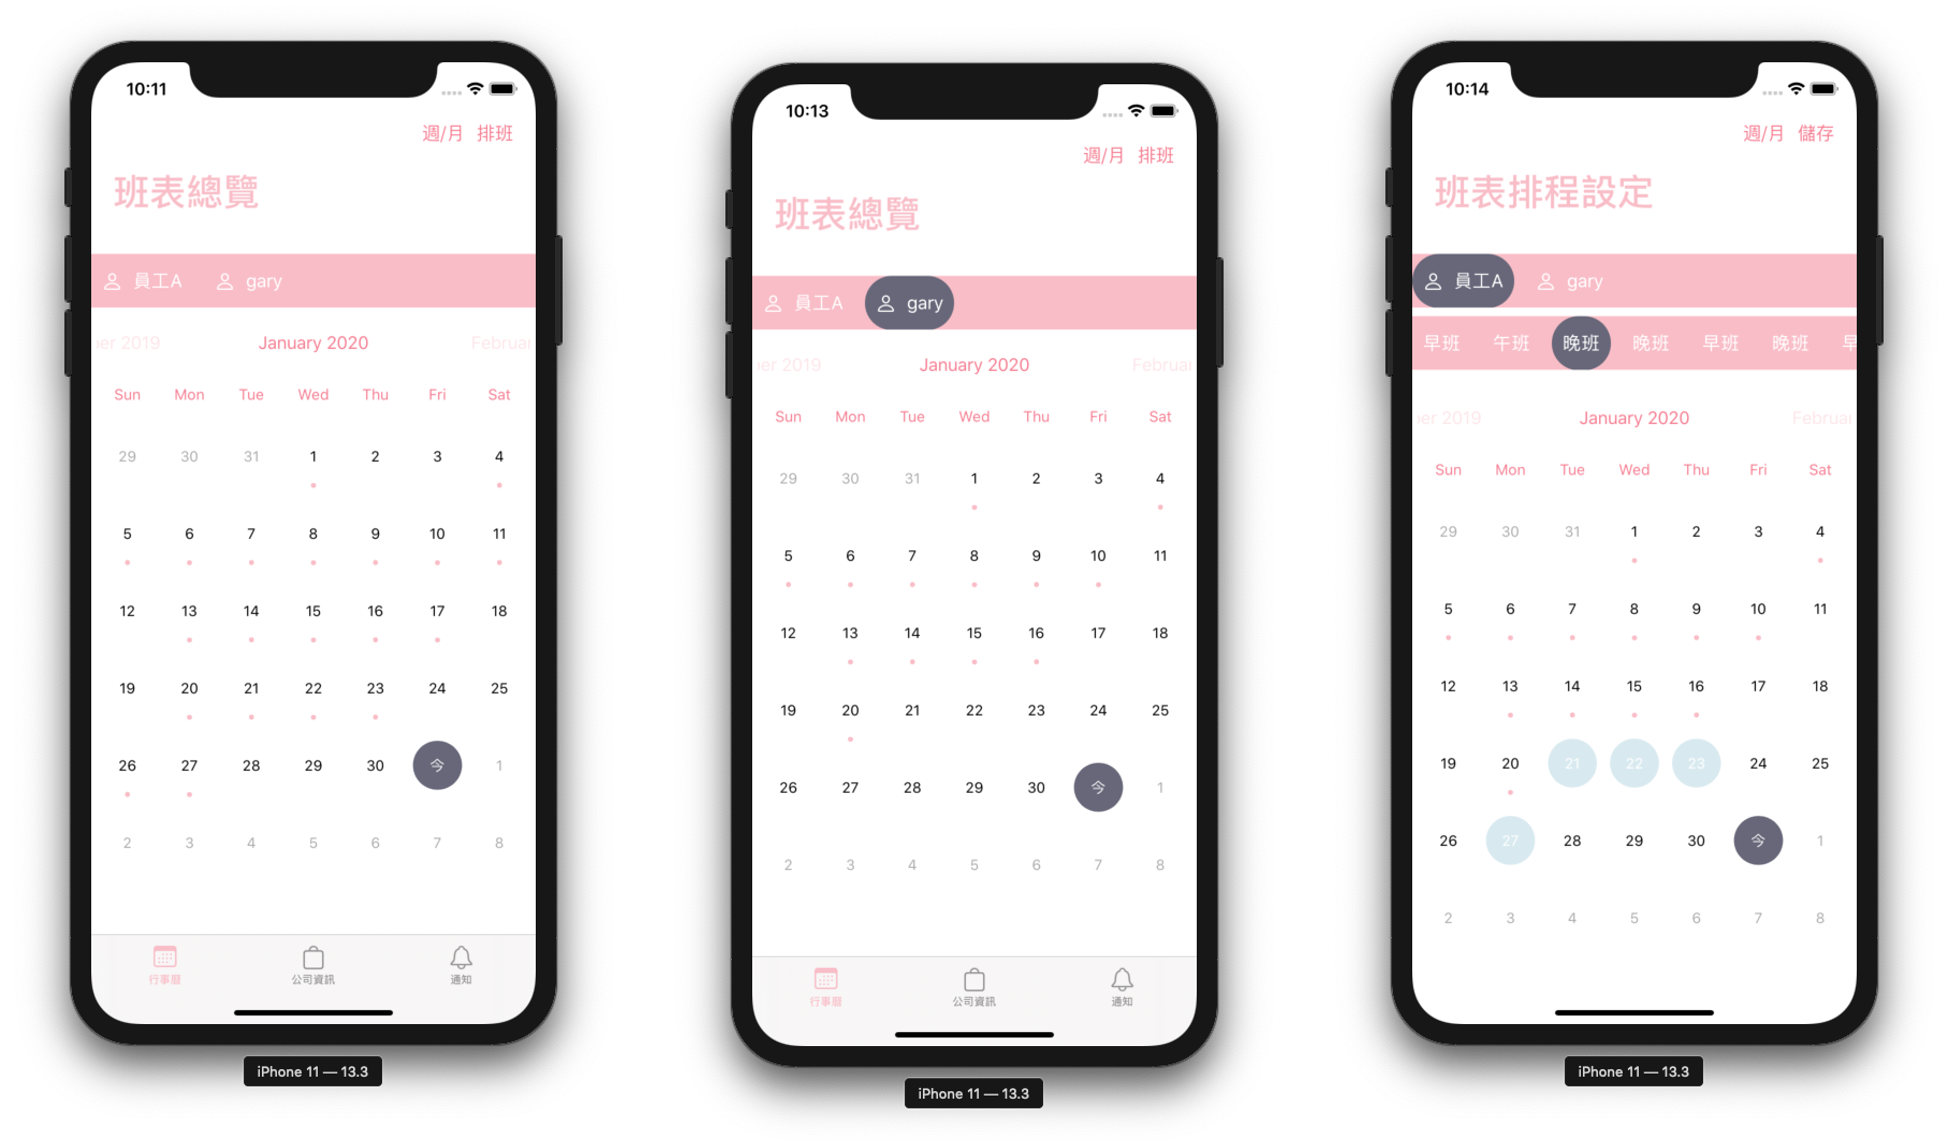 10:11
週/月 排班
班表總覽
員工A gary
er 2019 January 2020 Februar
Sun Mon Tue Wed Thu Fri Sat
29 30 31 1 2 3 4
5 6 7 8 9 10 11
12 13 14 15 16 17 18
19 20 21 22 23 24 25
26 27 28 29 30 今 1
2 3 4 5 6 7 8
行事曆 公司資訊 通知
iPhone 11 — 13.3
10:13
週/月 排班
班表總覽
員工A gary
er 2019 January 2020 Februar
Sun Mon Tue Wed Thu Fri Sat
29 30 31 1 2 3 4
5 6 7 8 9 10 11
12 13 14 15 16 17 18
19 20 21 22 23 24 25
26 27 28 29 30 今 1
2 3 4 5 6 7 8
行事曆 公司資訊 通知
iPhone 11 — 13.3
10:14
週/月 儲存
班表排程設定
員工A gary
早班 午班 晚班 晚班 早班 晚班 早
er 2019 January 2020 Februar
Sun Mon Tue Wed Thu Fri Sat
29 30 31 1 2 3 4
5 6 7 8 9 10 11
12 13 14 15 16 17 18
19 20 21 22 23 24 25
26 27 28 29 30 今 1
2 3 4 5 6 7 8
iPhone 11 — 13.3